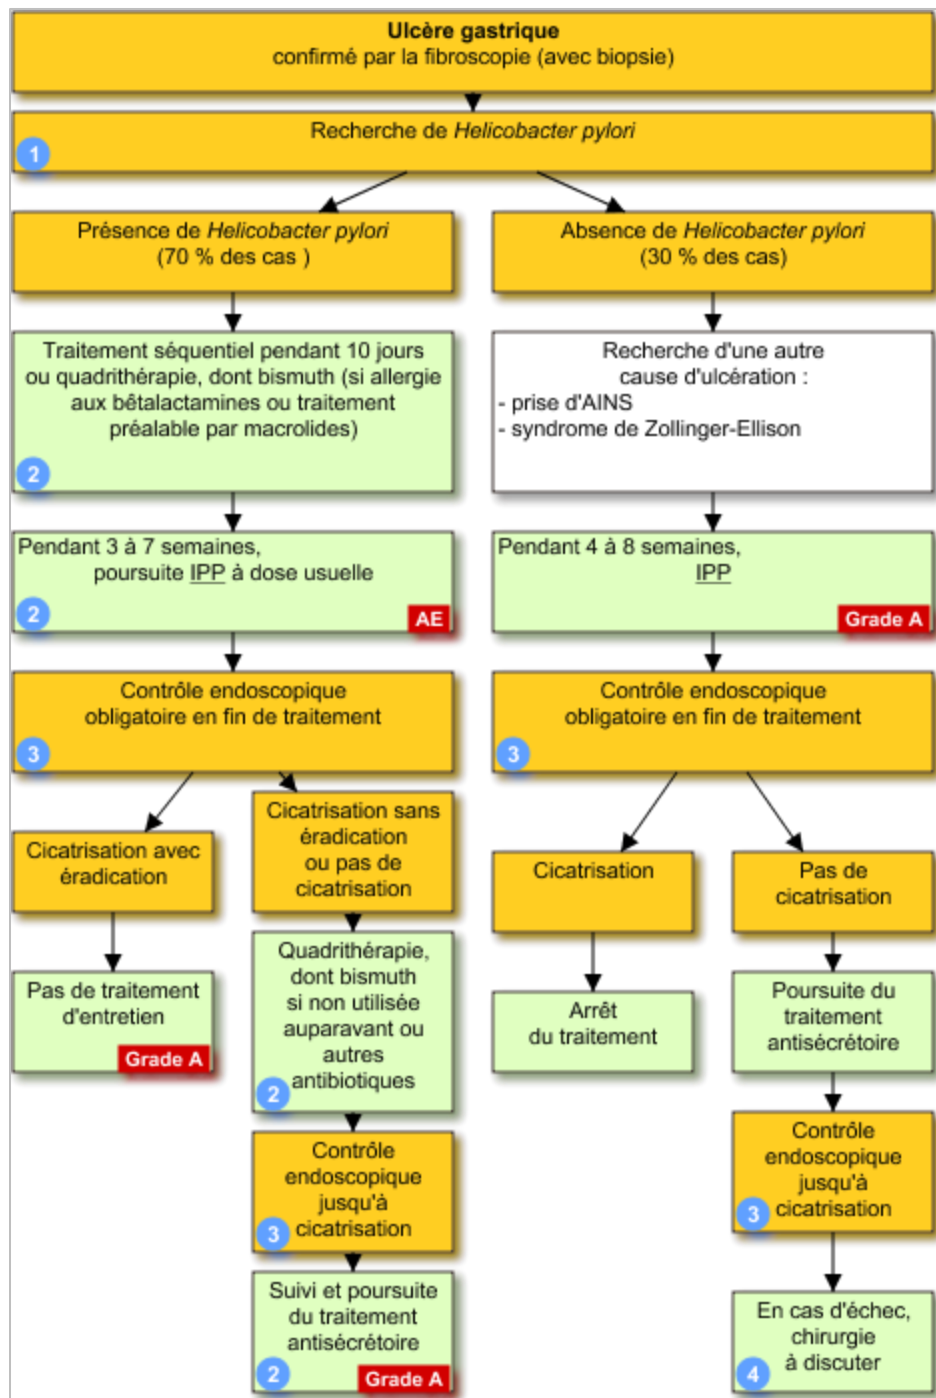 Ulcère gastrique
confirmé par la fibroscopie (avec biopsie)
Recherche de Helicobacter pylori
1
Présence de Helicobacter pylori
(70 % des cas )
Absence de Helicobacter pylori
(30 % des cas)
Traitement séquentiel pendant 10 jours
ou quadrithérapie, dont bismuth (si allergie
aux bêtalactamines ou traitement
préalable par macrolides)
2
Recherche d'une autre
cause d'ulcération :
- prise d'AINS
- syndrome de Zollinger-Ellison
Pendant 3 à 7 semaines,
poursuite IPP à dose usuelle
2
AE
Pendant 4 à 8 semaines,
IPP
Grade A
Contrôle endoscopique
obligatoire en fin de traitement
3
Contrôle endoscopique
obligatoire en fin de traitement
3
Cicatrisation avec
éradication
Cicatrisation sans
éradication
ou pas de
cicatrisation
Cicatrisation
Pas de
cicatrisation
Pas de traitement
d'entretien
Grade A
Quadrithérapie,
dont bismuth
si non utilisée
auparavant ou
autres
antibiotiques
2
Arrêt
du traitement
Poursuite du
traitement
antisécrétoire
Contrôle
endoscopique
jusqu'à
cicatrisation
3
Contrôle
endoscopique
jusqu'à
cicatrisation
3
Suivi et poursuite
du traitement
antisécrétoire
2
Grade A
En cas d'échec,
chirurgie
à discuter
4